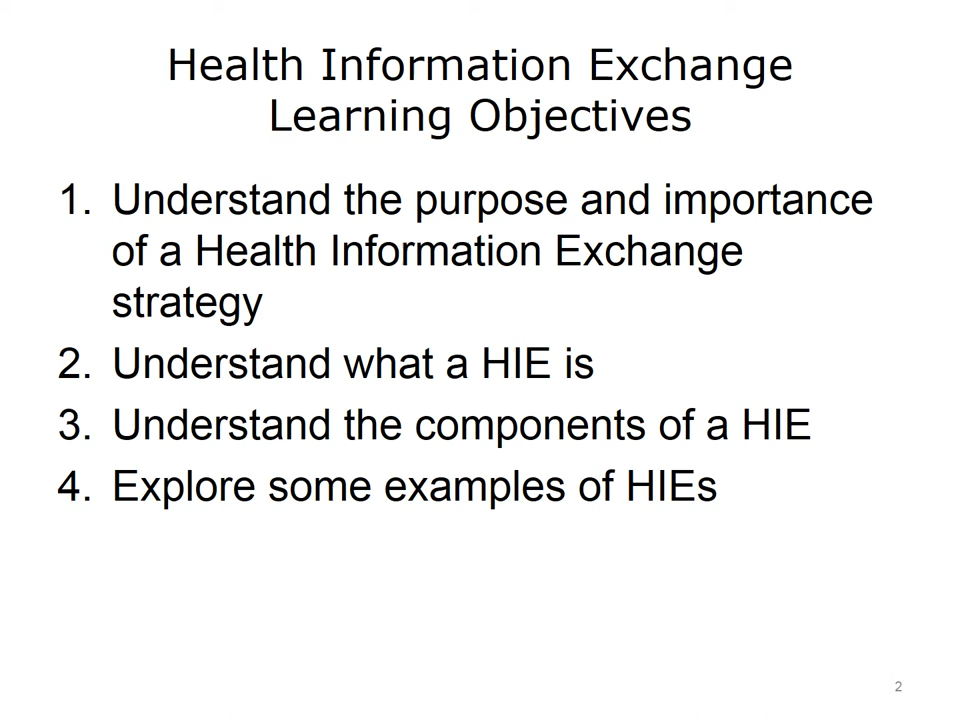 Health Information Exchange
Learning Objectives
1. Understand the purpose and importance
of a Health Information Exchange
strategy
2. Understand what a HIE is
3. Understand the components of a HIE
4. Explore some examples of HIEs
2